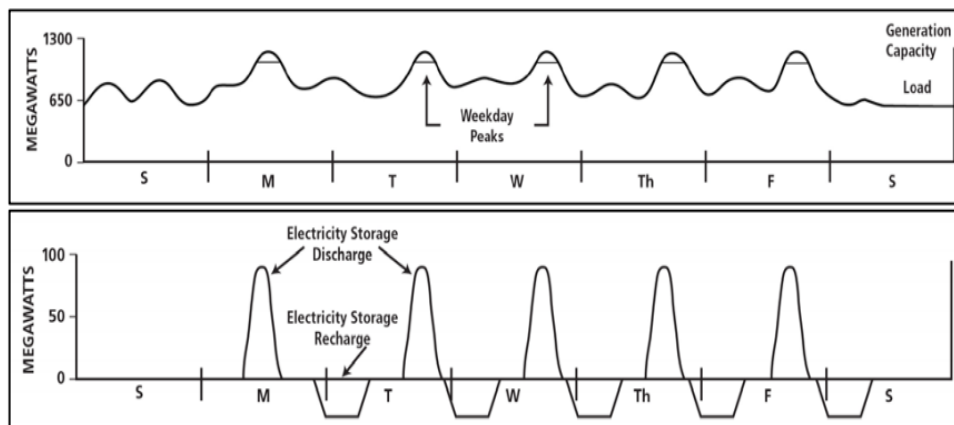 1300
Generation
Capacity
650
Load
Weekday
Peaks
0
MEGAWATTS
S M T W Th F S
Electricity Storage
Discharge
100
50
Electricity Storage
Recharge
0
MEGAWATTS
S M T W Th F S